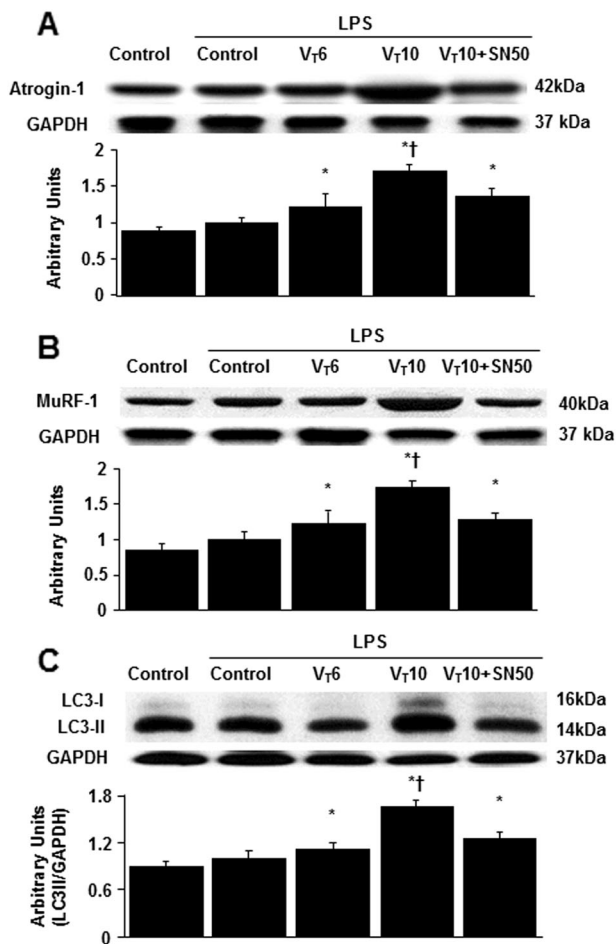 A
LPS
Control Control VT6 VT10 VT10+SN50
Atrogin-1 42kDa
GAPDH 37 kDa
Arbitrary Units
2
1.5
1
0.5
0
* *† *
B
LPS
Control Control VT6 VT10 VT10+SN50
MuRF-1 40kDa
GAPDH 37 kDa
Arbitrary Units
2
1.5
1
0.5
0
* *† *
C
LPS
Control Control VT6 VT10 VT10+SN50
LC3-I 16kDa
LC3-II 14kDa
GAPDH 37kDa
Arbitrary Units
(LC3II/GAPDH)
1.8
1.2
0.6
0
* *† *